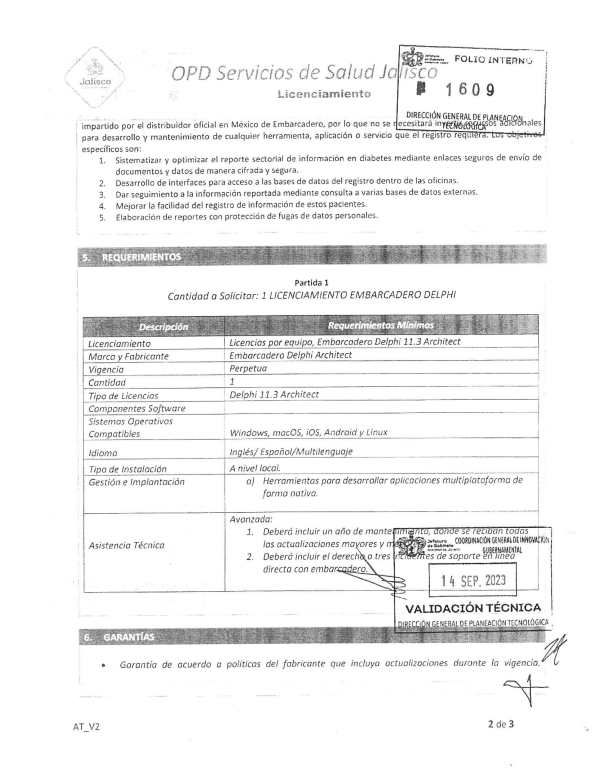 Jalisco
OPD Servicios de Salud Jalisco
Licenciamiento
Jefatura
de Gabinete
FOLIO INTERNO
1609
DIRECCIÓN GENERAL DE PLANEACIÓN
TECNOLÓGICA
impartido por el distribuidor oficial en México de Embarcadero, por lo que no se necesitará invertir recursos adicionales
para desarrollo y mantenimiento de cualquier herramienta, aplicación o servicio que el registro requiera. Los objetivos
específicos son:
1. Sistematizar y optimizar el reporte sectorial de información en diabetes mediante enlaces seguros de envío de
documentos y datos de manera cifrada y segura.
2. Desarrollo de interfaces para acceso a las bases de datos del registro dentro de las oficinas.
3. Dar seguimiento a la información reportada mediante consulta a varias bases de datos externas.
4. Mejorar la facilidad del registro de información de estos pacientes.
5. Elaboración de reportes con protección de fugas de datos personales.
5. REQUERIMIENTOS
Partida 1
Cantidad a Solicitar: 1 LICENCIAMIENTO EMBARCADERO DELPHI
Descripción Requerimientos Mínimos
Licenciamiento Licencias por equipo, Embarcadero Delphi 11.3 Architect
Marca y Fabricante Embarcadero Delphi Architect
Vigencia Perpetua
Cantidad 1
Tipo de Licencias Delphi 11.3 Architect
Componentes Software
Sistemas Operativos
Compatibles Windows, macOS, iOS, Android y Linux
Idioma Inglés/ Español/Multilenguaje
Tipo de Instalación A nivel local.
Gestión e Implantación a) Herramientas para desarrollar aplicaciones multiplataforma de
forma nativa.
Asistencia Técnica Avanzada:
1. Deberá incluir un año de mantenimiento, donde se reciban todas
las actualizaciones mayores y
2. Deberá incluir el derecho a tres incidentes de soporte en línea
directa con embarcadero.
Jefatura
de Gabinete
COORDINACIÓN GENERAL DE INNOVACIÓN
GUBERNAMENTAL
14 SEP. 2023
VALIDACIÓN TÉCNICA
DIRECCIÓN GENERAL DE PLANEACIÓN TECNOLÓGICA
6. GARANTÍAS
• Garantía de acuerdo a políticas del fabricante que incluya actualizaciones durante la vigencia.
AT_V2
2 de 3